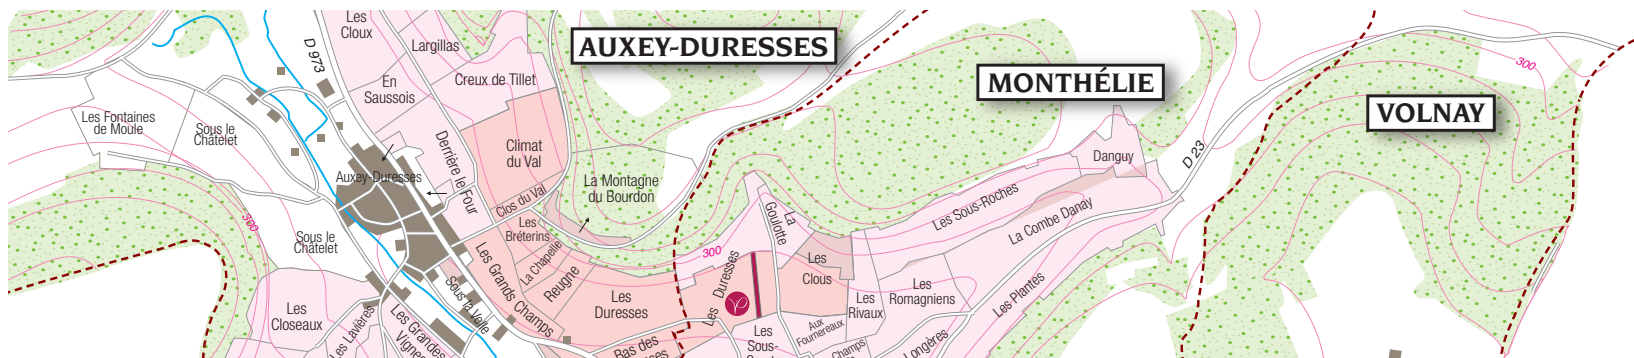 Les
Cloux
Largillas
D 973
AUXEY-DURESSES
MONTHÉLIE
VOLNAY
300
En
Saussois
Creux de Tillet
Les Fontaines
de Moule
Sous le
Châtelet
Derrière le Four
Climat
du Val
Auxey-Duresses
La Montagne
du Bourdon
Danguy
D 23
Clos du Val
Les Sous-Roches
La Combe Danay
La
Goulotte
300
Sous le
Châtelet
Les
Bréterins
La Chapelle
Reugne
Les Grands Champs
300
Les Duresses
Les
Clous
Les
Duresses
Les
Rivaux
Les
Romagniens
Les Plantes
Sous la Velle
Les
Closeaux
Les Lavières
Les Grandes
Vignes
Bas des
Les
Sous-
Aux
Fournereaux
Champs
Longères